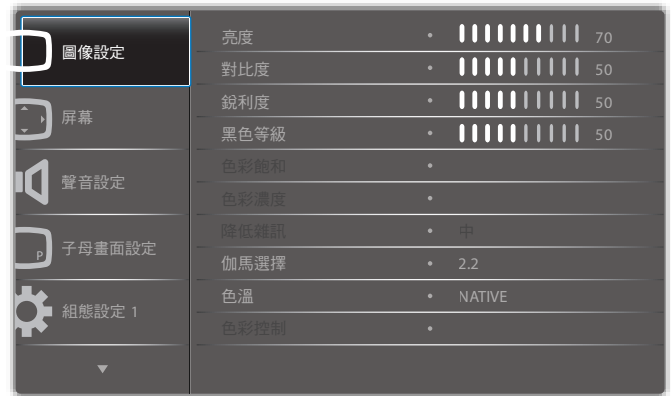 圖像設定
屏幕
聲音設定
P
子母畫面設定
組態設定 1
亮度 • 70
對比度 • 50
銳利度 • 50
黑色等級 • 50
色彩飽和 •
色彩濃度 •
降低雜訊 • 中
伽馬選擇 • 2.2
色溫 • NATIVE
色彩控制 •